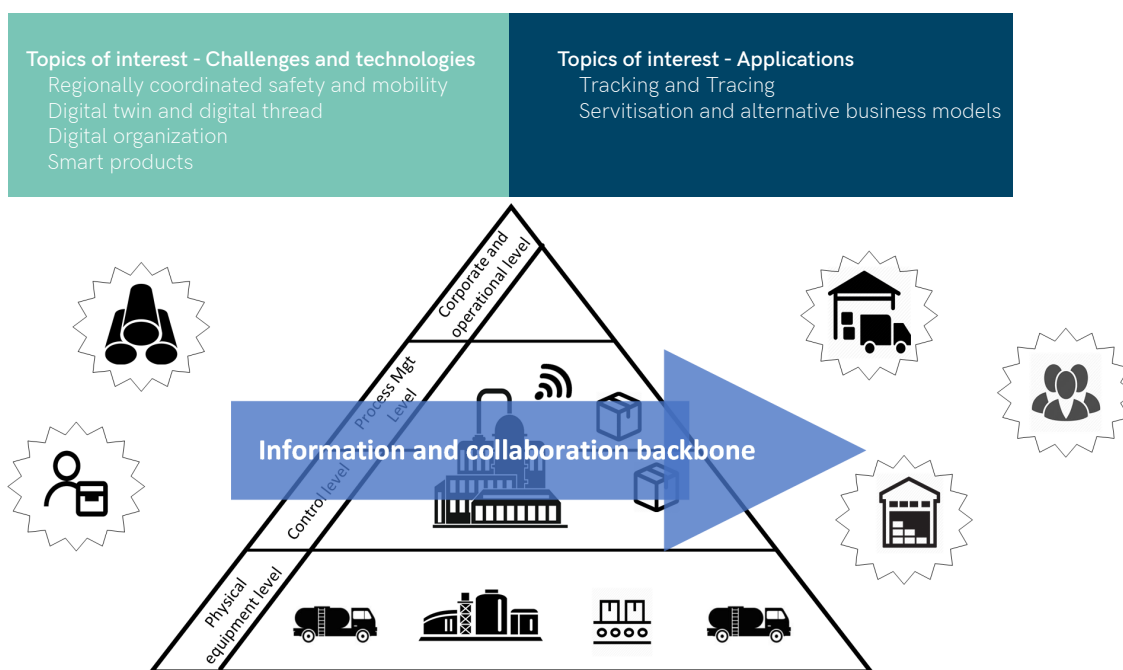 Topics of interest - Challenges and technologies
Regionally coordinated safety and mobility
Digital twin and digital thread
Digital organization
Smart products
Topics of interest - Applications
Tracking and Tracing
Servitisation and alternative business models
Corporate and
operational level
Process Mgt
Level
Information and collaboration backbone
Control level
Physical
equipment level